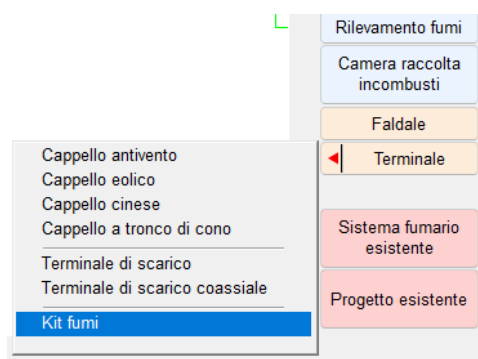 Rilevamento fumi
Camera raccolta
incombusti
Faldale
Terminale
Cappello antivento
Cappello eolico
Cappello cinese
Cappello a tronco di cono
Terminale di scarico
Terminale di scarico coassiale
Kit fumi
Sistema fumario
esistente
Progetto esistente